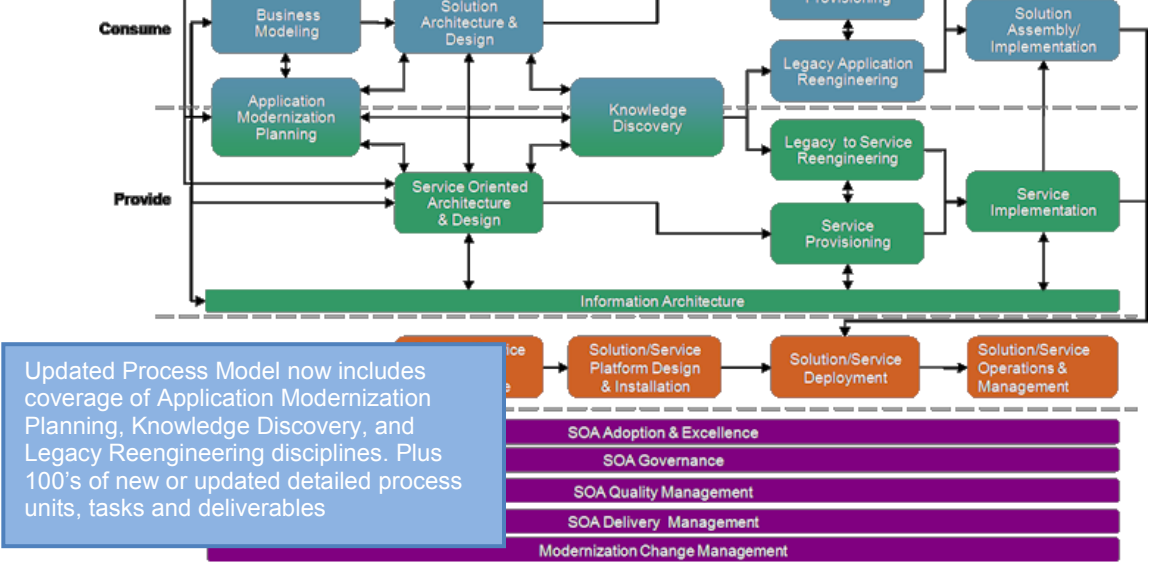 Consume
Business
Modeling
Solution
Architecture &
Design
Provisioning
Solution
Assembly/
Implementation
Legacy Application
Reengineering
Application
Modernization
Planning
Knowledge
Discovery
Legacy to Service
Reengineering
Provide
Service Oriented
Architecture
& Design
Service
Implementation
Service
Provisioning
Information Architecture
Solution/Service
Platform Design
& Installation
Solution/Service
Deployment
Solution/Service
Operations &
Management
Updated Process Model now includes
coverage of Application Modernization
Planning, Knowledge Discovery, and
Legacy Reengineering disciplines. Plus
100’s of new or updated detailed process
units, tasks and deliverables
SOA Adoption & Excellence
SOA Governance
SOA Quality Management
SOA Delivery Management
Modernization Change Management